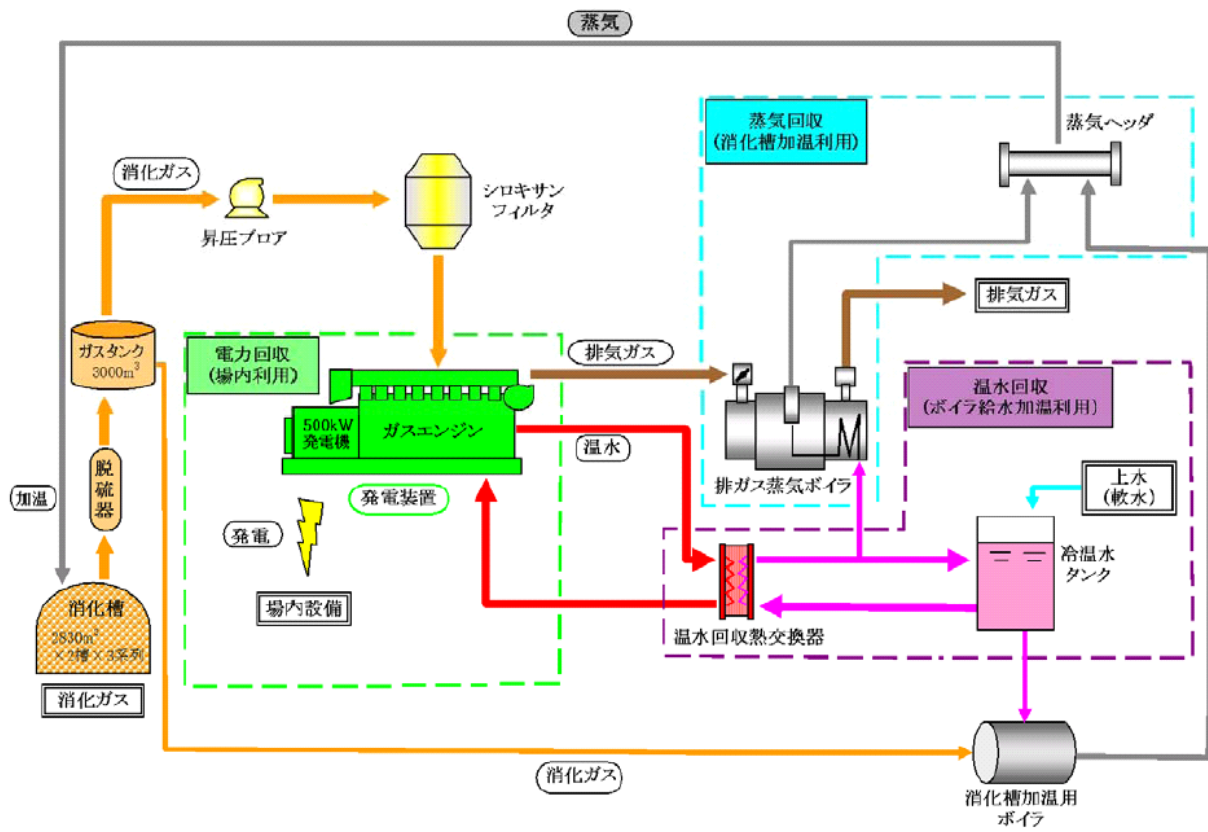 蒸気
蒸気回収
(消化槽加温利用)
蒸気ヘッダ
消化ガス
シロキサン
フィルタ
昇圧ブロア
排気ガス
ガスタンク
3000m³
電力回収
(場内利用)
排気ガス
温水回収
(ボイラ給水加温利用)
500kW
発電機
ガスエンジン
温水
脱硫器
加温
発電装置
排ガス蒸気ボイラ
上水
(軟水)
発電
冷温水
タンク
消化槽
2830m³
×2槽×3系列
場内設備
温水回収熱交換器
消化ガス
消化ガス
消化槽加温用
ボイラ